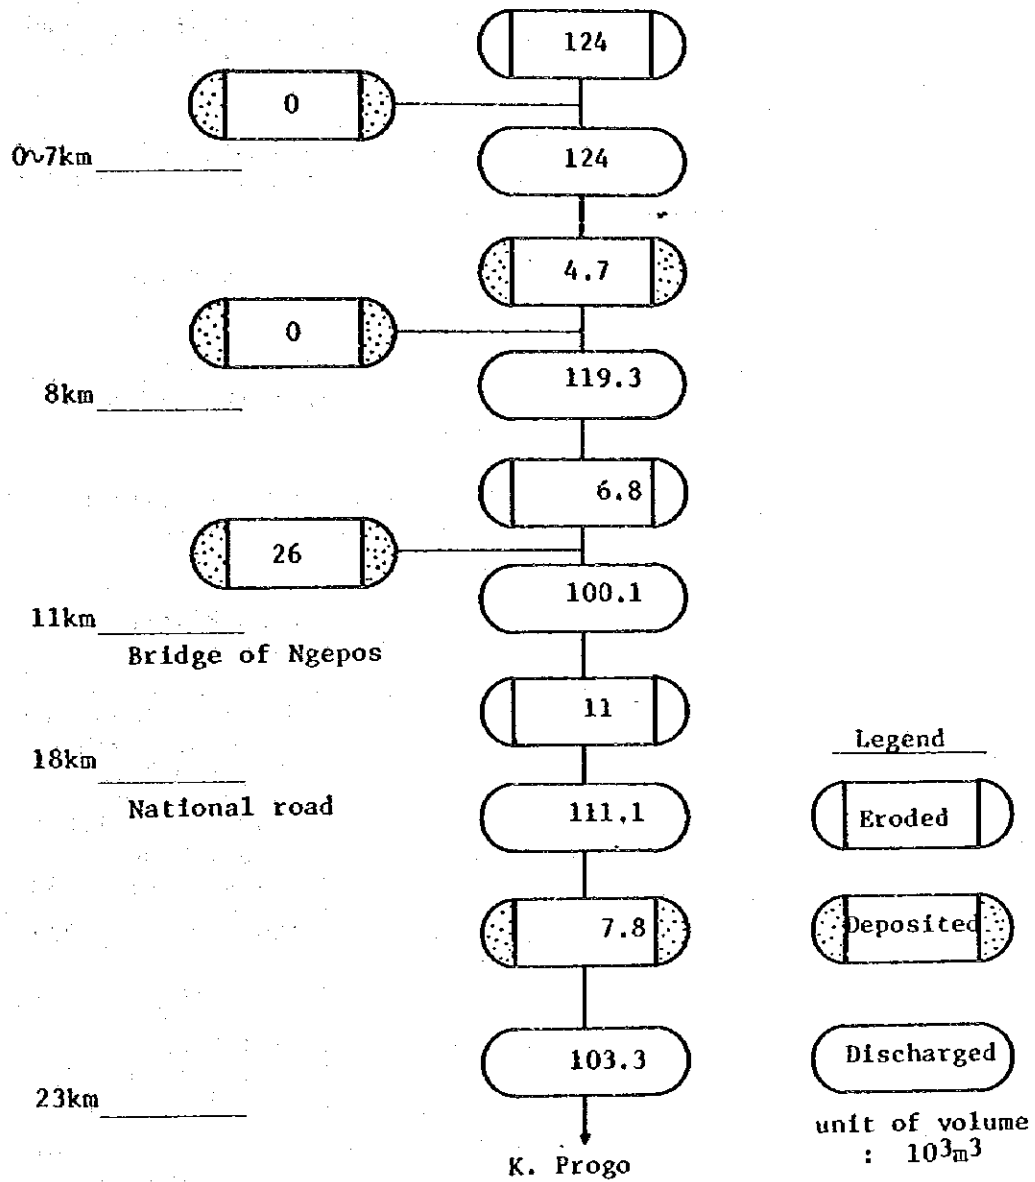 124
0
0∿7km
124
4.7
0
119.3
8km
6.8
26
100.1
11km
Bridge of Ngepos
11
18km
National road
111.1
7.8
103.3
23km
K. Progo
Legend
Eroded
Deposited
Discharged
unit of volume
: 10³m³